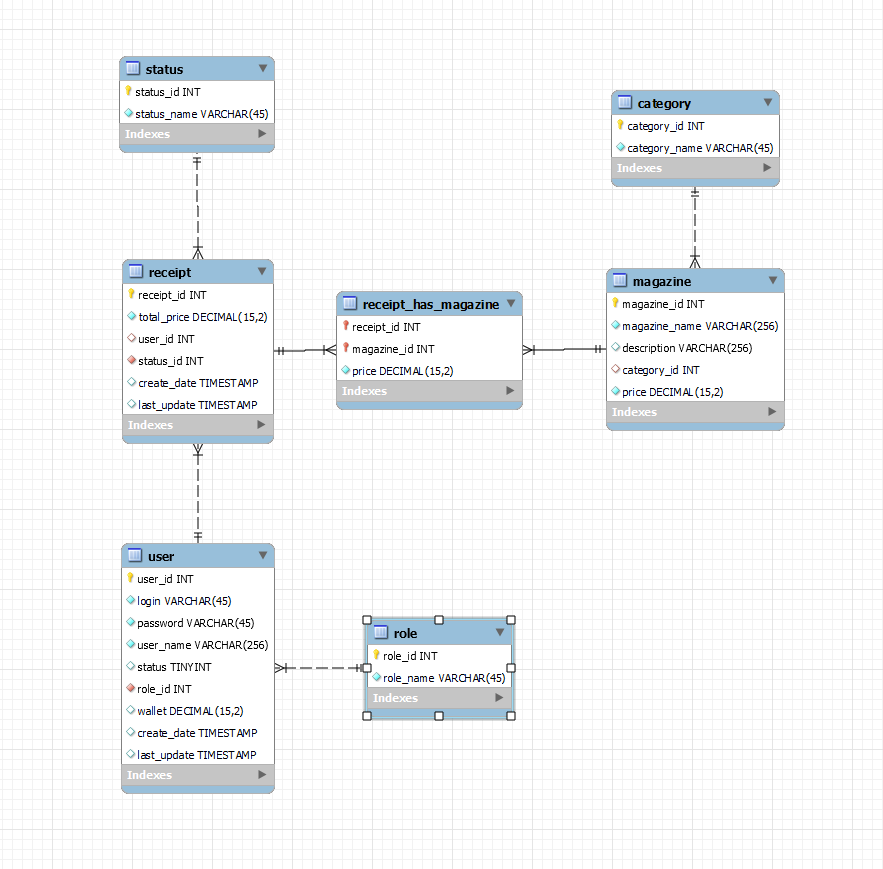 status
status_id INT
status_name VARCHAR(45)
Indexes
category
category_id INT
category_name VARCHAR(45)
Indexes
receipt
receipt_id INT
total_price DECIMAL(15,2)
user_id INT
status_id INT
create_date TIMESTAMP
last_update TIMESTAMP
Indexes
receipt_has_magazine
receipt_id INT
magazine_id INT
price DECIMAL(15,2)
Indexes
magazine
magazine_id INT
magazine_name VARCHAR(256)
description VARCHAR(256)
category_id INT
price DECIMAL(15,2)
Indexes
user
user_id INT
login VARCHAR(45)
password VARCHAR(45)
user_name VARCHAR(256)
status TINYINT
role_id INT
wallet DECIMAL(15,2)
create_date TIMESTAMP
last_update TIMESTAMP
Indexes
role
role_id INT
role_name VARCHAR(45)
Indexes